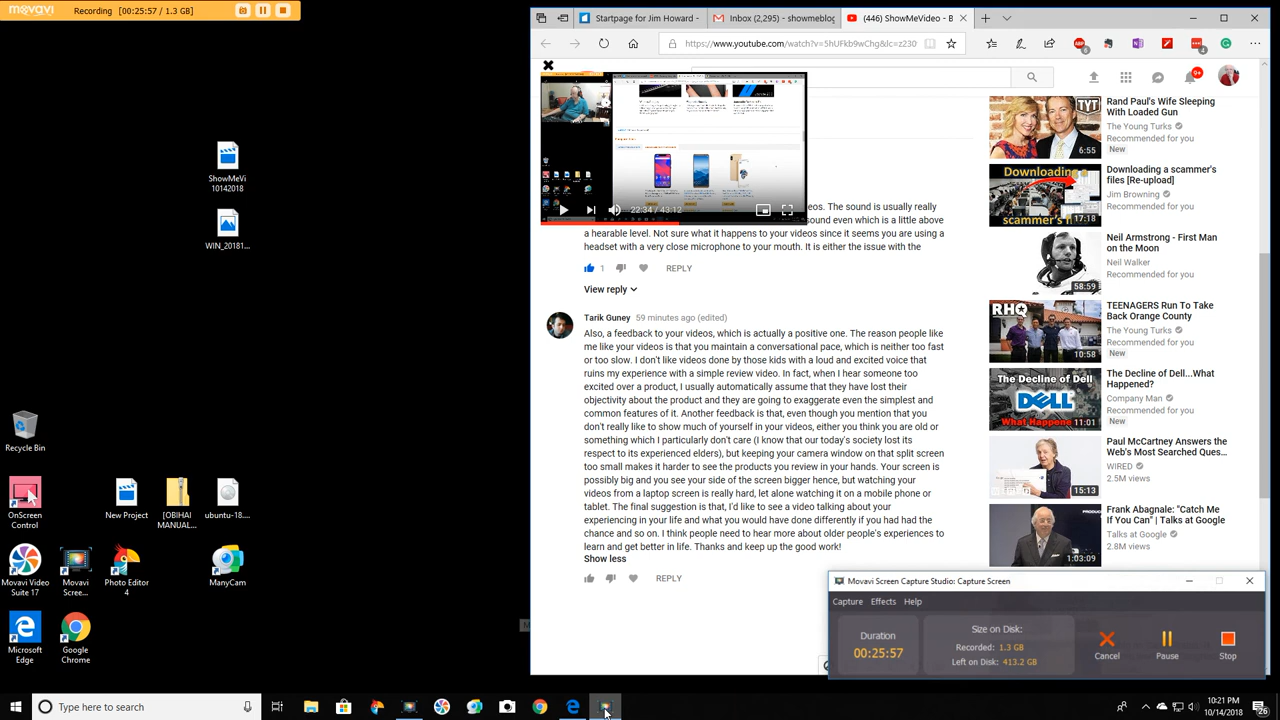 movavi
Recording [00:25:57 / 1.3 GB ]
Startpage for Jim Howard -
Inbox (2,295) - showmeblog
(446) ShowMeVideo - B
https://www.youtube.com/watch?v=5hUFkb9wChg&lc=z230
9+
22:34 / 43:12
eos. The sound is usually really
ound even which is a little above
a hearable level. Not sure what it happens to your videos since it seems you are using a
headset with a very close microphone to your mouth. It is either the issue with the
1
REPLY
View reply
Tarik Guney 59 minutes ago (edited)
Also, a feedback to your videos, which is actually a positive one. The reason people like
me like your videos is that you maintain a conversational pace, which is neither too fast
or too slow. I don't like videos done by those kids with a loud and excited voice that
ruins my experience with a simple review video. In fact, when I hear someone too
excited over a product, I usually automatically assume that they have lost their
objectivity about the product and they are going to exaggerate even the simplest and
common features of it. Another feedback is that, even though you mention that you
don't really like to show much of yourself in your videos, either you think you are old or
something which I particularly don't care (I know that our today's society lost its
respect to its experienced elders), but keeping your camera window on that split screen
too small makes it harder to see the products you review in your hands. Your screen is
possibly big and you see your side of the screen bigger hence, but watching your
videos from a laptop screen is really hard, let alone watching it on a mobile phone or
tablet. The final suggestion is that, I'd like to see a video talking about your
experiencing in your life and what you would have done differently if you had had the
chance and so on. I think people need to hear more about older people's experiences to
learn and get better in life. Thanks and keep up the good work!
Show less
REPLY
TYT
6:55
Rand Paul's Wife Sleeping
With Loaded Gun
The Young Turks
Recommended for you
New
Downloading a
scammer's
17:18
Downloading a scammer's
files [Re-upload]
Jim Browning
Recommended for you
58:59
Neil Armstrong - First Man
on the Moon
Neil Walker
Recommended for you
RHQ
10:58
TEENAGERS Run To Take
Back Orange County
The Young Turks
Recommended for you
New
The Decline of Dell
DELL
What Happened?
11:01
The Decline of Dell...What
Happened?
Company Man
Recommended for you
New
15:13
Paul McCartney Answers the
Web's Most Searched Ques...
WIRED
2.5M views
1:03:09
Frank Abagnale: "Catch Me
If You Can" | Talks at Google
Talks at Google
2.8M views
Movavi Screen Capture Studio: Capture Screen
Capture Effects Help
Duration
00:25:57
Size on Disk:
Recorded: 1.3 GB
Left on Disk: 413.2 GB
Cancel
Pause
Stop
ShowMeVi
10142018
WIN_20181...
Recycle Bin
OnScreen
Control
New Project
[OBIHAI
MANUAL...
ubuntu-18....
Movavi Video
Suite 17
Movavi
Scree...
Photo Editor
4
ManyCam
Microsoft
Edge
Google
Chrome
Type here to search
10:21 PM
10/14/2018
26